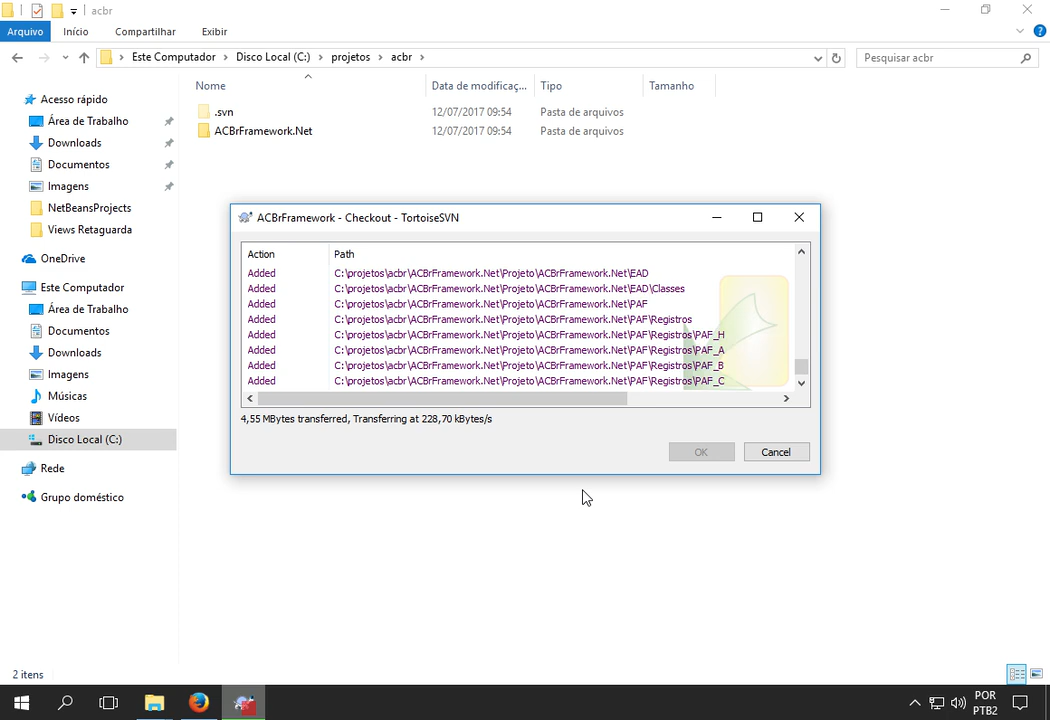 acbr
Arquivo Início Compartilhar Exibir
Este Computador Disco Local (C:) projetos acbr
Pesquisar acbr
Nome Data de modificaç... Tipo Tamanho
.svn 12/07/2017 09:54 Pasta de arquivos
ACBrFramework.Net 12/07/2017 09:54 Pasta de arquivos
Acesso rápido
Área de Trabalho
Downloads
Documentos
Imagens
NetBeansProjects
Views Retaguarda
OneDrive
Este Computador
Área de Trabalho
Documentos
Downloads
Imagens
Músicas
Vídeos
Disco Local (C:)
Rede
Grupo doméstico
ACBrFramework - Checkout - TortoiseSVN
Action Path
Added C:\projetos\acbr\ACBrFramework.Net\Projeto\ACBrFramework.Net\EAD
Added C:\projetos\acbr\ACBrFramework.Net\Projeto\ACBrFramework.Net\EAD\Classes
Added C:\projetos\acbr\ACBrFramework.Net\Projeto\ACBrFramework.Net\PAF
Added C:\projetos\acbr\ACBrFramework.Net\Projeto\ACBrFramework.Net\PAF\Registros
Added C:\projetos\acbr\ACBrFramework.Net\Projeto\ACBrFramework.Net\PAF\Registros\PAF_H
Added C:\projetos\acbr\ACBrFramework.Net\Projeto\ACBrFramework.Net\PAF\Registros\PAF_A
Added C:\projetos\acbr\ACBrFramework.Net\Projeto\ACBrFramework.Net\PAF\Registros\PAF_B
Added C:\projetos\acbr\ACBrFramework.Net\Projeto\ACBrFramework.Net\PAF\Registros\PAF_C
4,55 MBytes transferred, Transferring at 228,70 kBytes/s
OK Cancel
2 itens
POR
PTB2